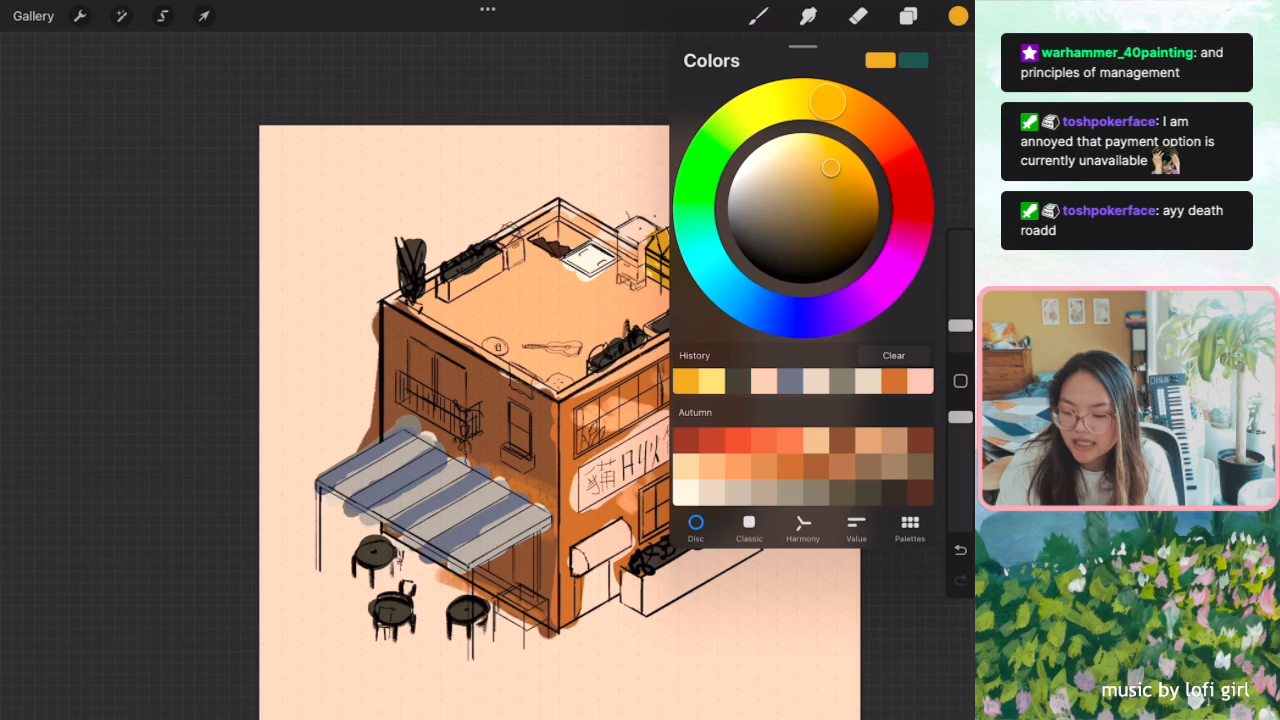 Gallery
Colors
History
Clear
Autumn
Disc
Classic
Harmony
Value
Palettes
貓
warhammer_40painting: and
principles of management
toshpokerface: I am
annoyed that payment option is
currently unavailable
toshpokerface: ayy death
roadd
music by lofi girl